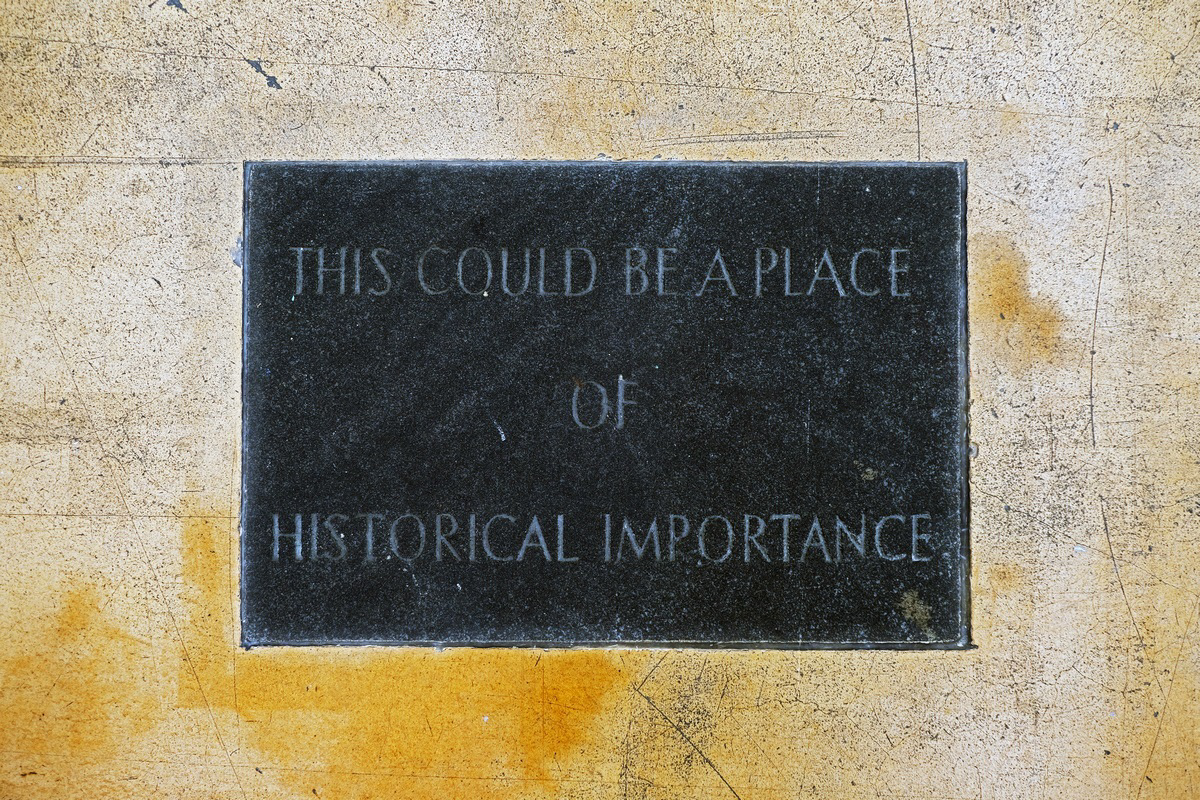 THIS COULD BE A PLACE
OF
HISTORICAL IMPORTANCE